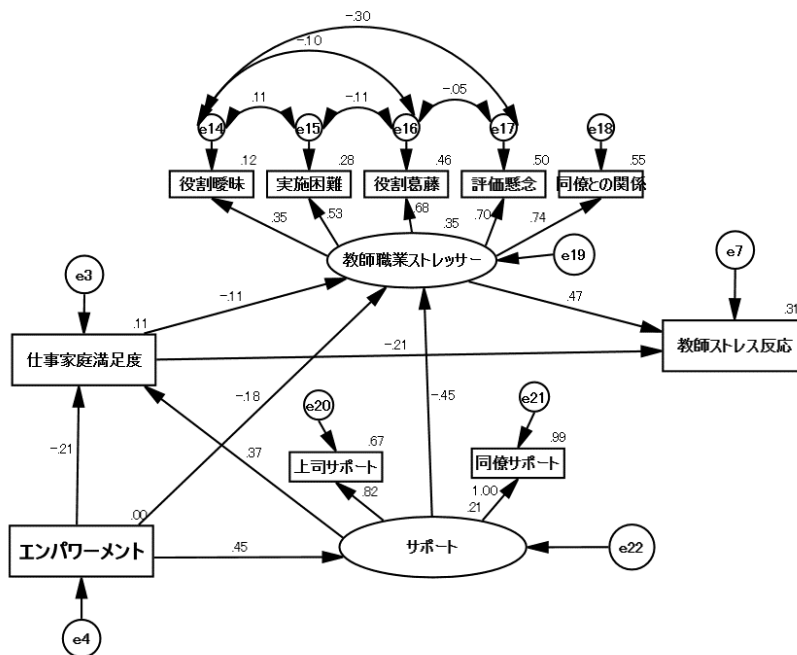 -.30
-.10
.11
-.11
-.05
e14
e15
e16
e17
e18
.12
.28
.46
.50
.55
役割曖昧
実施困難
役割葛藤
評価懸念
同僚との関係
.35
.53
.68
.70
.74
.35
教師職業ストレッサー
e19
e3
e7
.11
-.11
.47
.31
仕事家庭満足度
-.21
教師ストレス反応
-.18
-.45
e20
e21
-.21
.37
.67
.99
上司サポート
同僚サポート
.82
1.00
.00
.21
エンパワーメント
.45
サポート
e22
e4